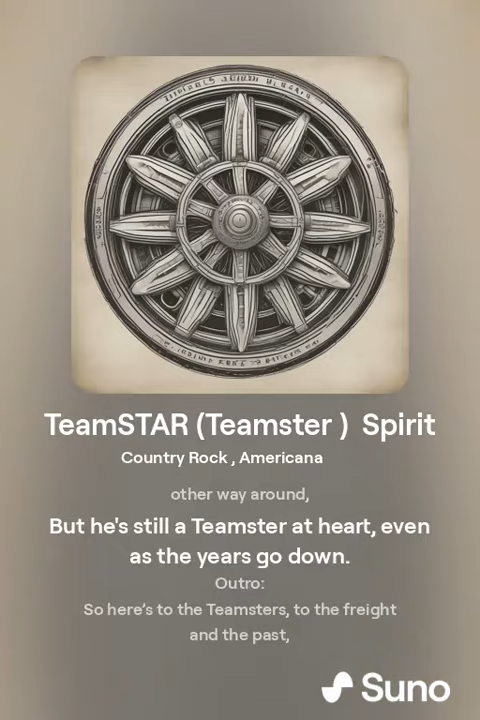 TeamSTAR (Teamster ) Spirit
Country Rock , Americana
other way around,
But he's still a Teamster at heart, even
as the years go down.
Outro:
So here’s to the Teamsters, to the freight
and the past,
Suno